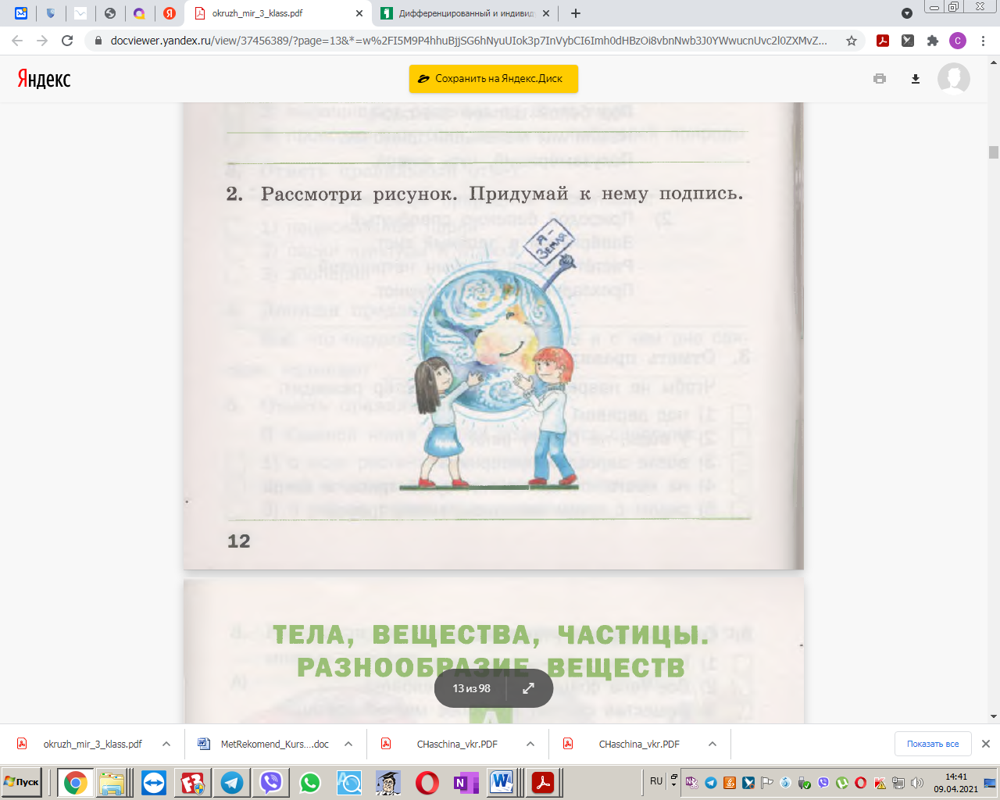 okruzh_mir_3_klass.pdf
Дифференцированный и индивид
docviewer.yandex.ru/view/37456389/?page=13&*=w%2FI5M9P4hhuBjjSG6hNyuUIok3p7InVybCI6Imh0dHBzOi8vbnNwb3J0YWwucnUvc2l0ZXMvZ...
Яндекс
Сохранить на Яндекс.Диск
2. Рассмотри рисунок. Придумай к нему подпись.
Я -
ЗЕМЛЯ
12
ТЕЛА, ВЕЩЕСТВА, ЧАСТИЦЫ.
РАЗНООБРАЗИЕ ВЕЩЕСТВ
13 из 98
А
okruzh_mir_3_klass.pdf
MetRekomend_Kurs....doc
CHaschina_vkr.PDF
CHaschina_vkr.PDF
Показать все
Пуск
RU
14:41
09.04.2021